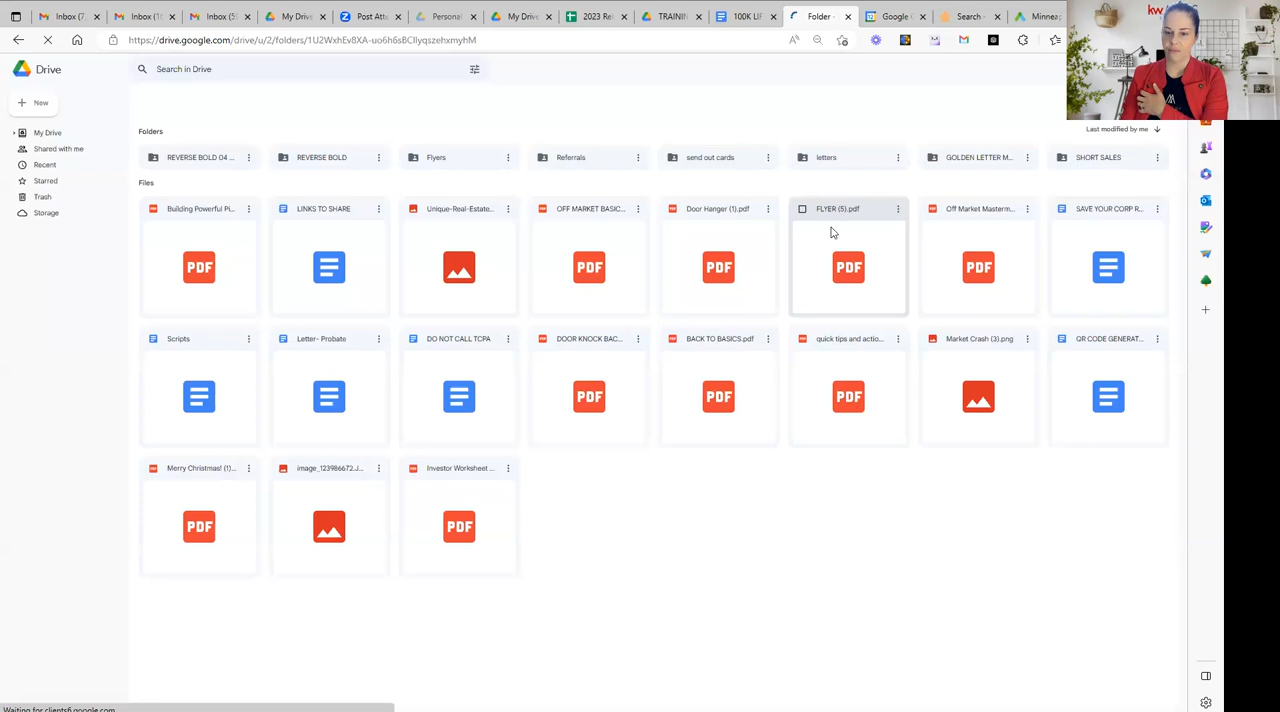 Inbox (7
Inbox (1
Inbox (5
My Drive
Post Att
Personal
My Drive
2023 Re
TRAININ
100K LIF
Folder -
Google C
Search -
Minneap
kw
https://drive.google.com/drive/u/2/folders/1U2WxhEv8XA-uo6h6sBCIlyqszehxmyhM
Drive
Search in Drive
New
My Drive
Shared with me
Recent
Starred
Trash
Storage
Folders
Last modified by me
REVERSE BOLD 04 ...
REVERSE BOLD
Flyers
Referrals
send out cards
letters
GOLDEN LETTER M...
SHORT SALES
Files
Building Powerful Pi...
LINKS TO SHARE
Unique-Real-Estate...
OFF MARKET BASIC...
Door Hanger (1).pdf
FLYER (5).pdf
Off Market Masterm...
SAVE YOUR CORP R...
PDF
PDF
PDF
PDF
PDF
Scripts
Letter- Probate
DO NOT CALL TCPA
DOOR KNOCK BAC...
BACK TO BASICS.pdf
quick tips and actio...
Market Crash (3).png
QR CODE GENERAT...
PDF
PDF
PDF
Merry Christmas! (1)...
image_123986672.J...
Investor Worksheet ...
PDF
PDF
Waiting for clients6.google.com